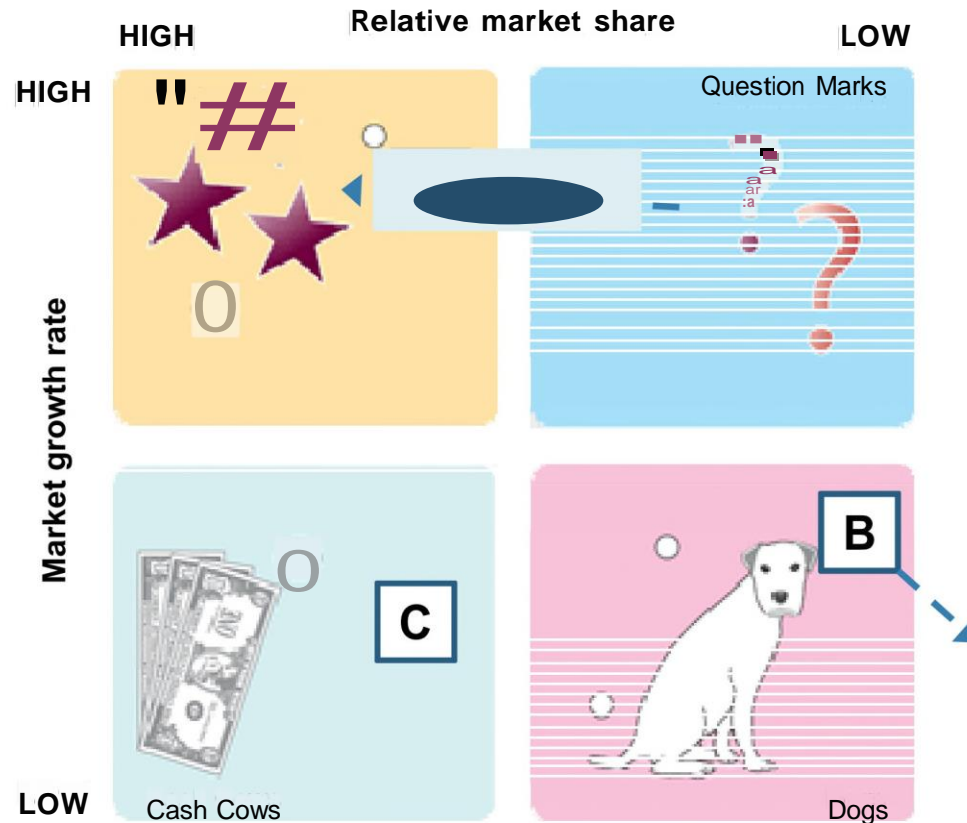 Relative market share
HIGH
LOW
HIGH
"#
Question Marks
O
Market growth rate
O
C
B
LOW
Cash Cows
Dogs